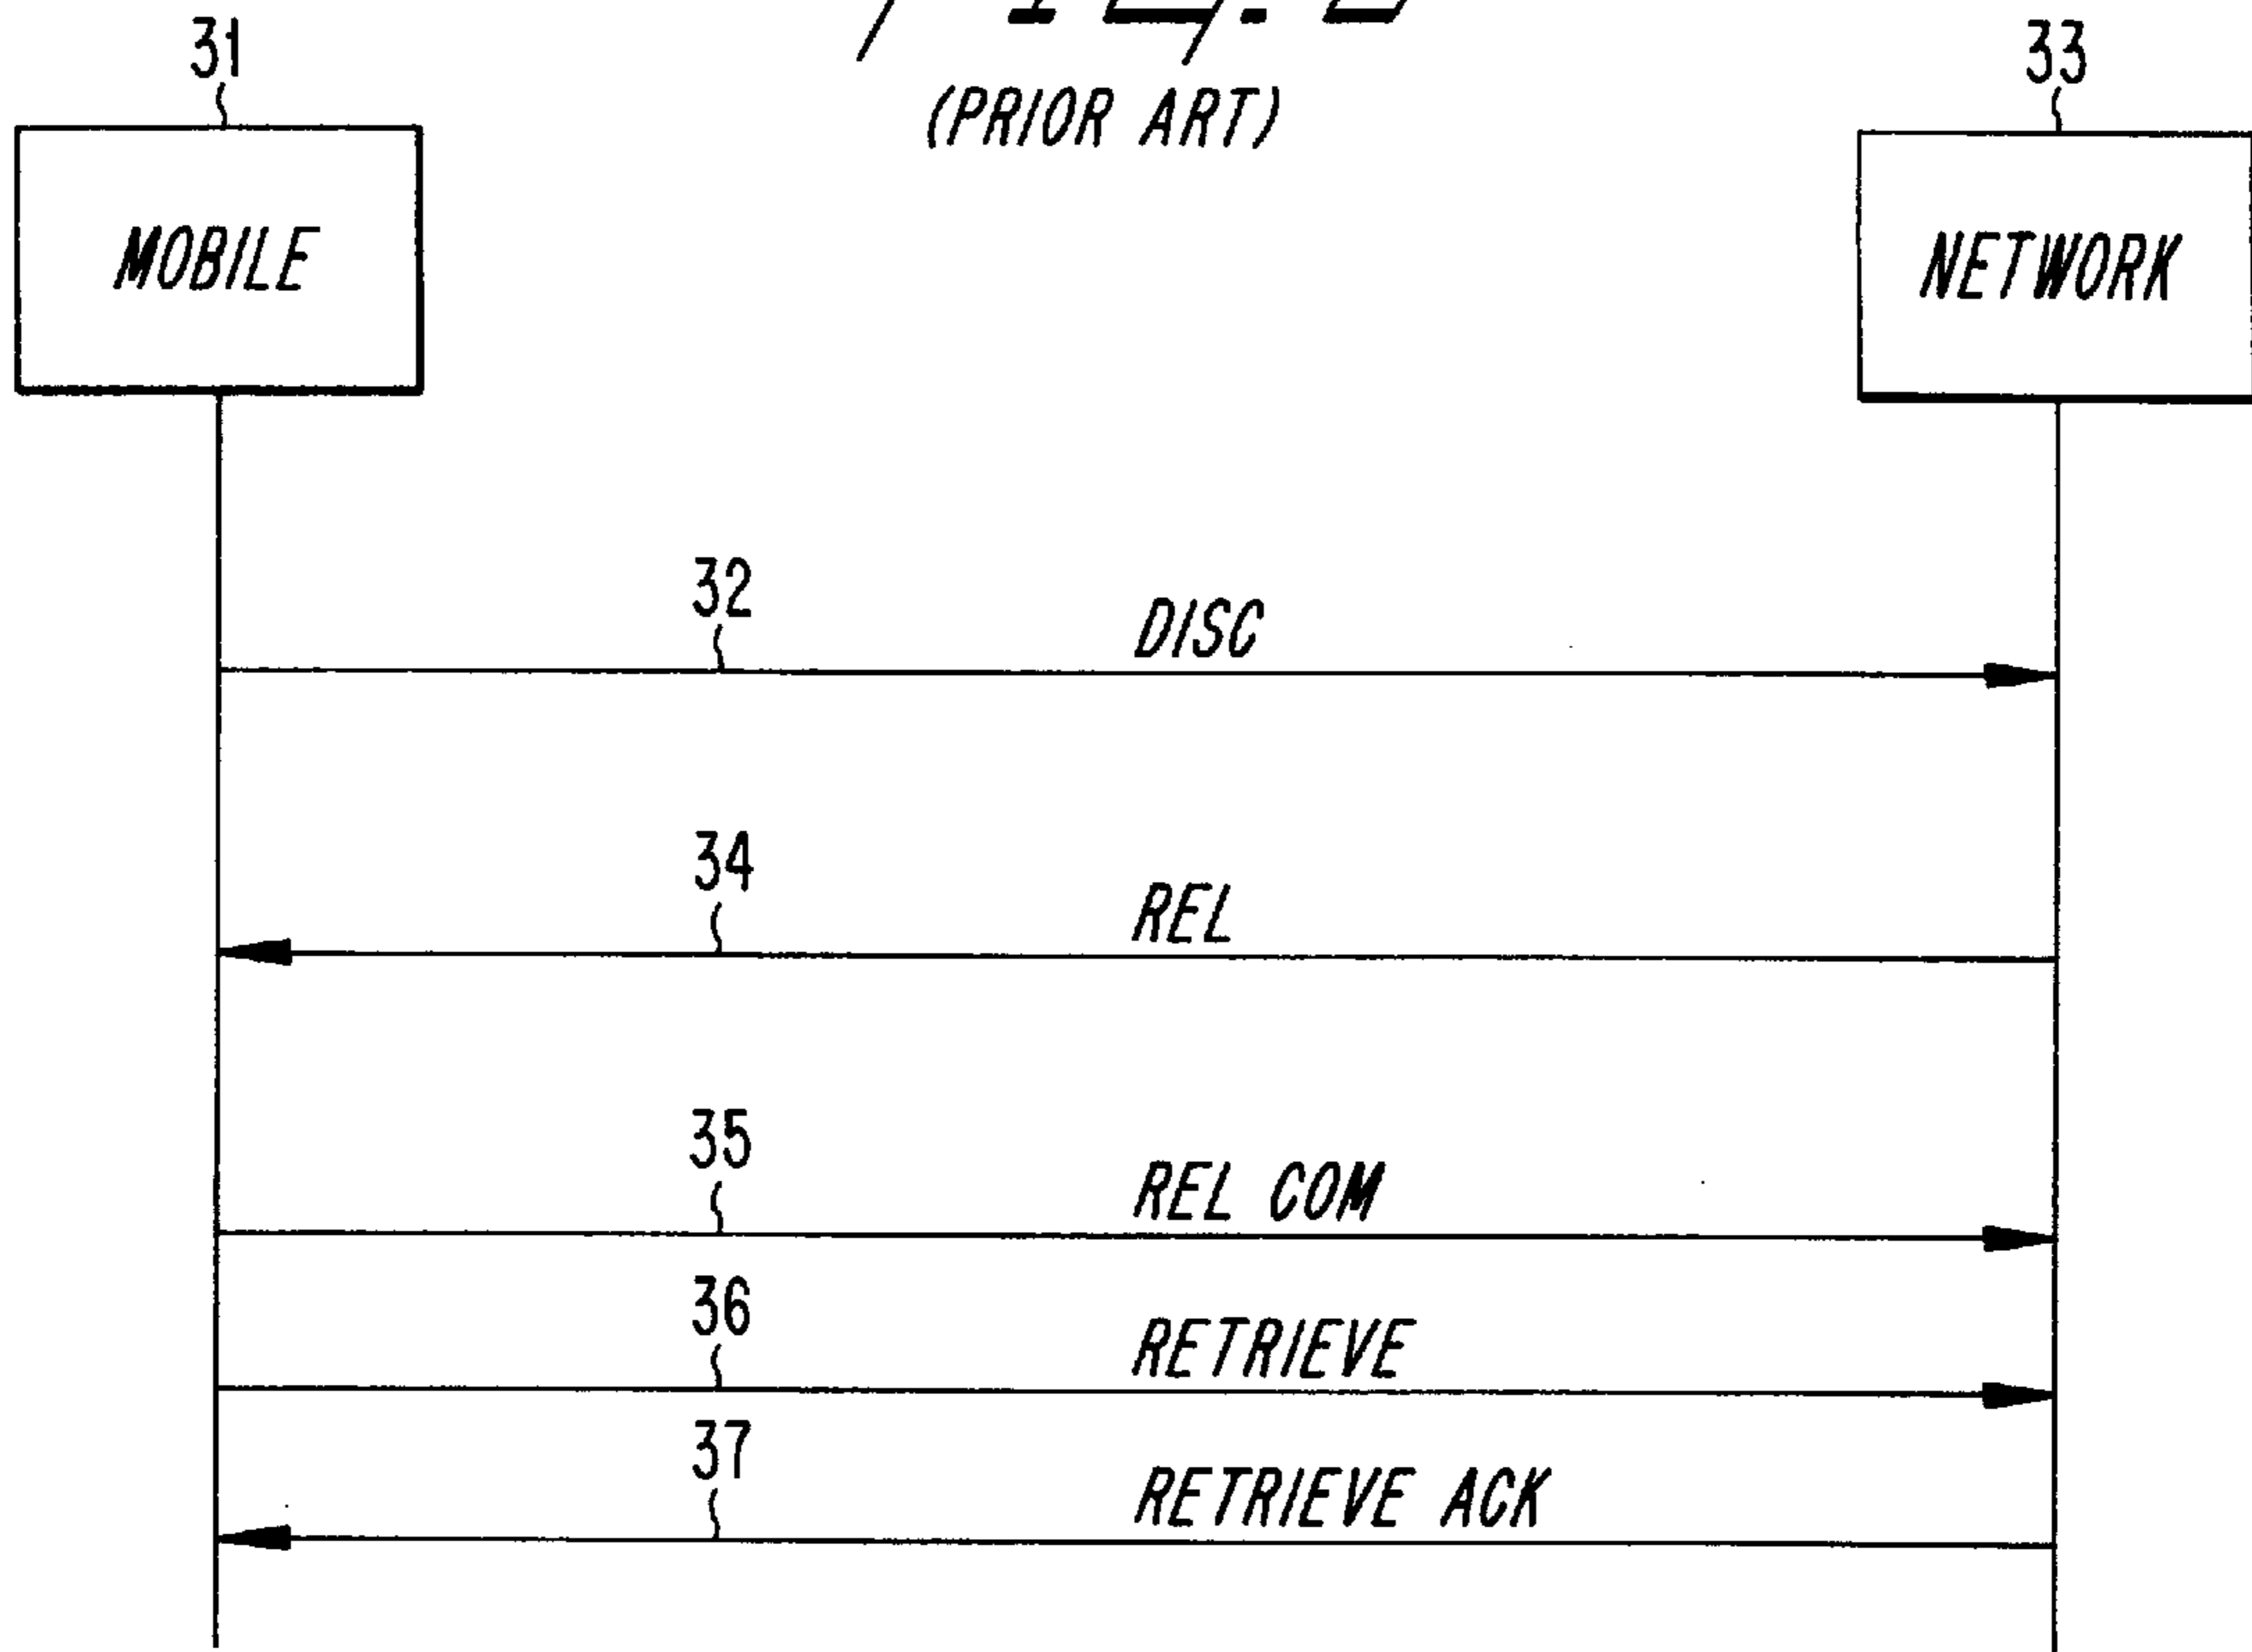 (PRIOR ART)
31
33
MOBILE
NETWORK
32
DISC
34
REL
35
REL COM
36
RETRIEVE
37
RETRIEVE ACK